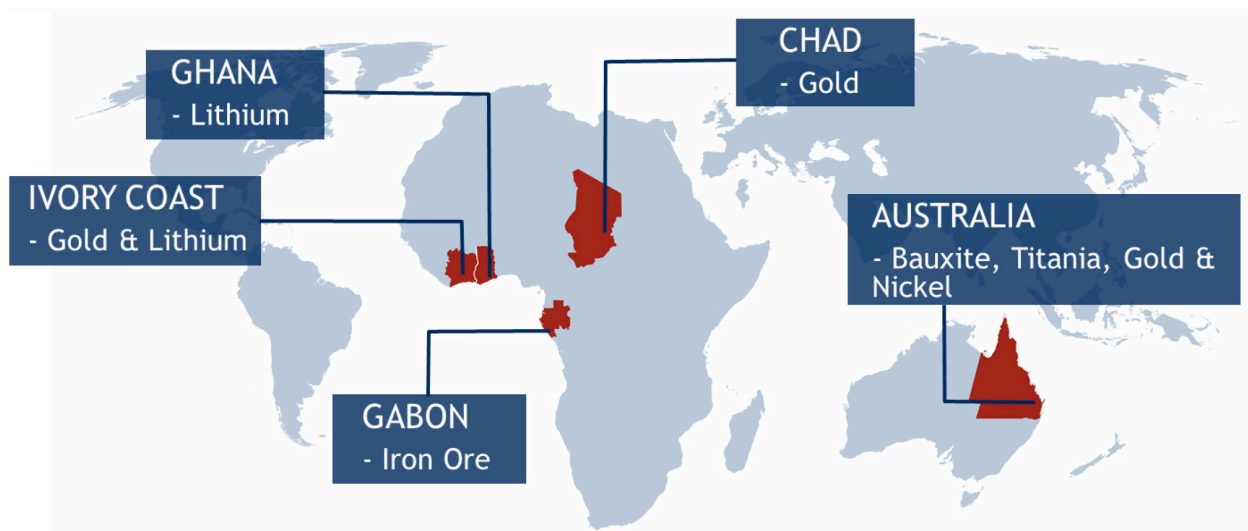 CHAD
- Gold
GHANA
- Lithium
IVORY COAST
- Gold & Lithium
AUSTRALIA
- Bauxite, Titania, Gold &
Nickel
GABON
- Iron Ore